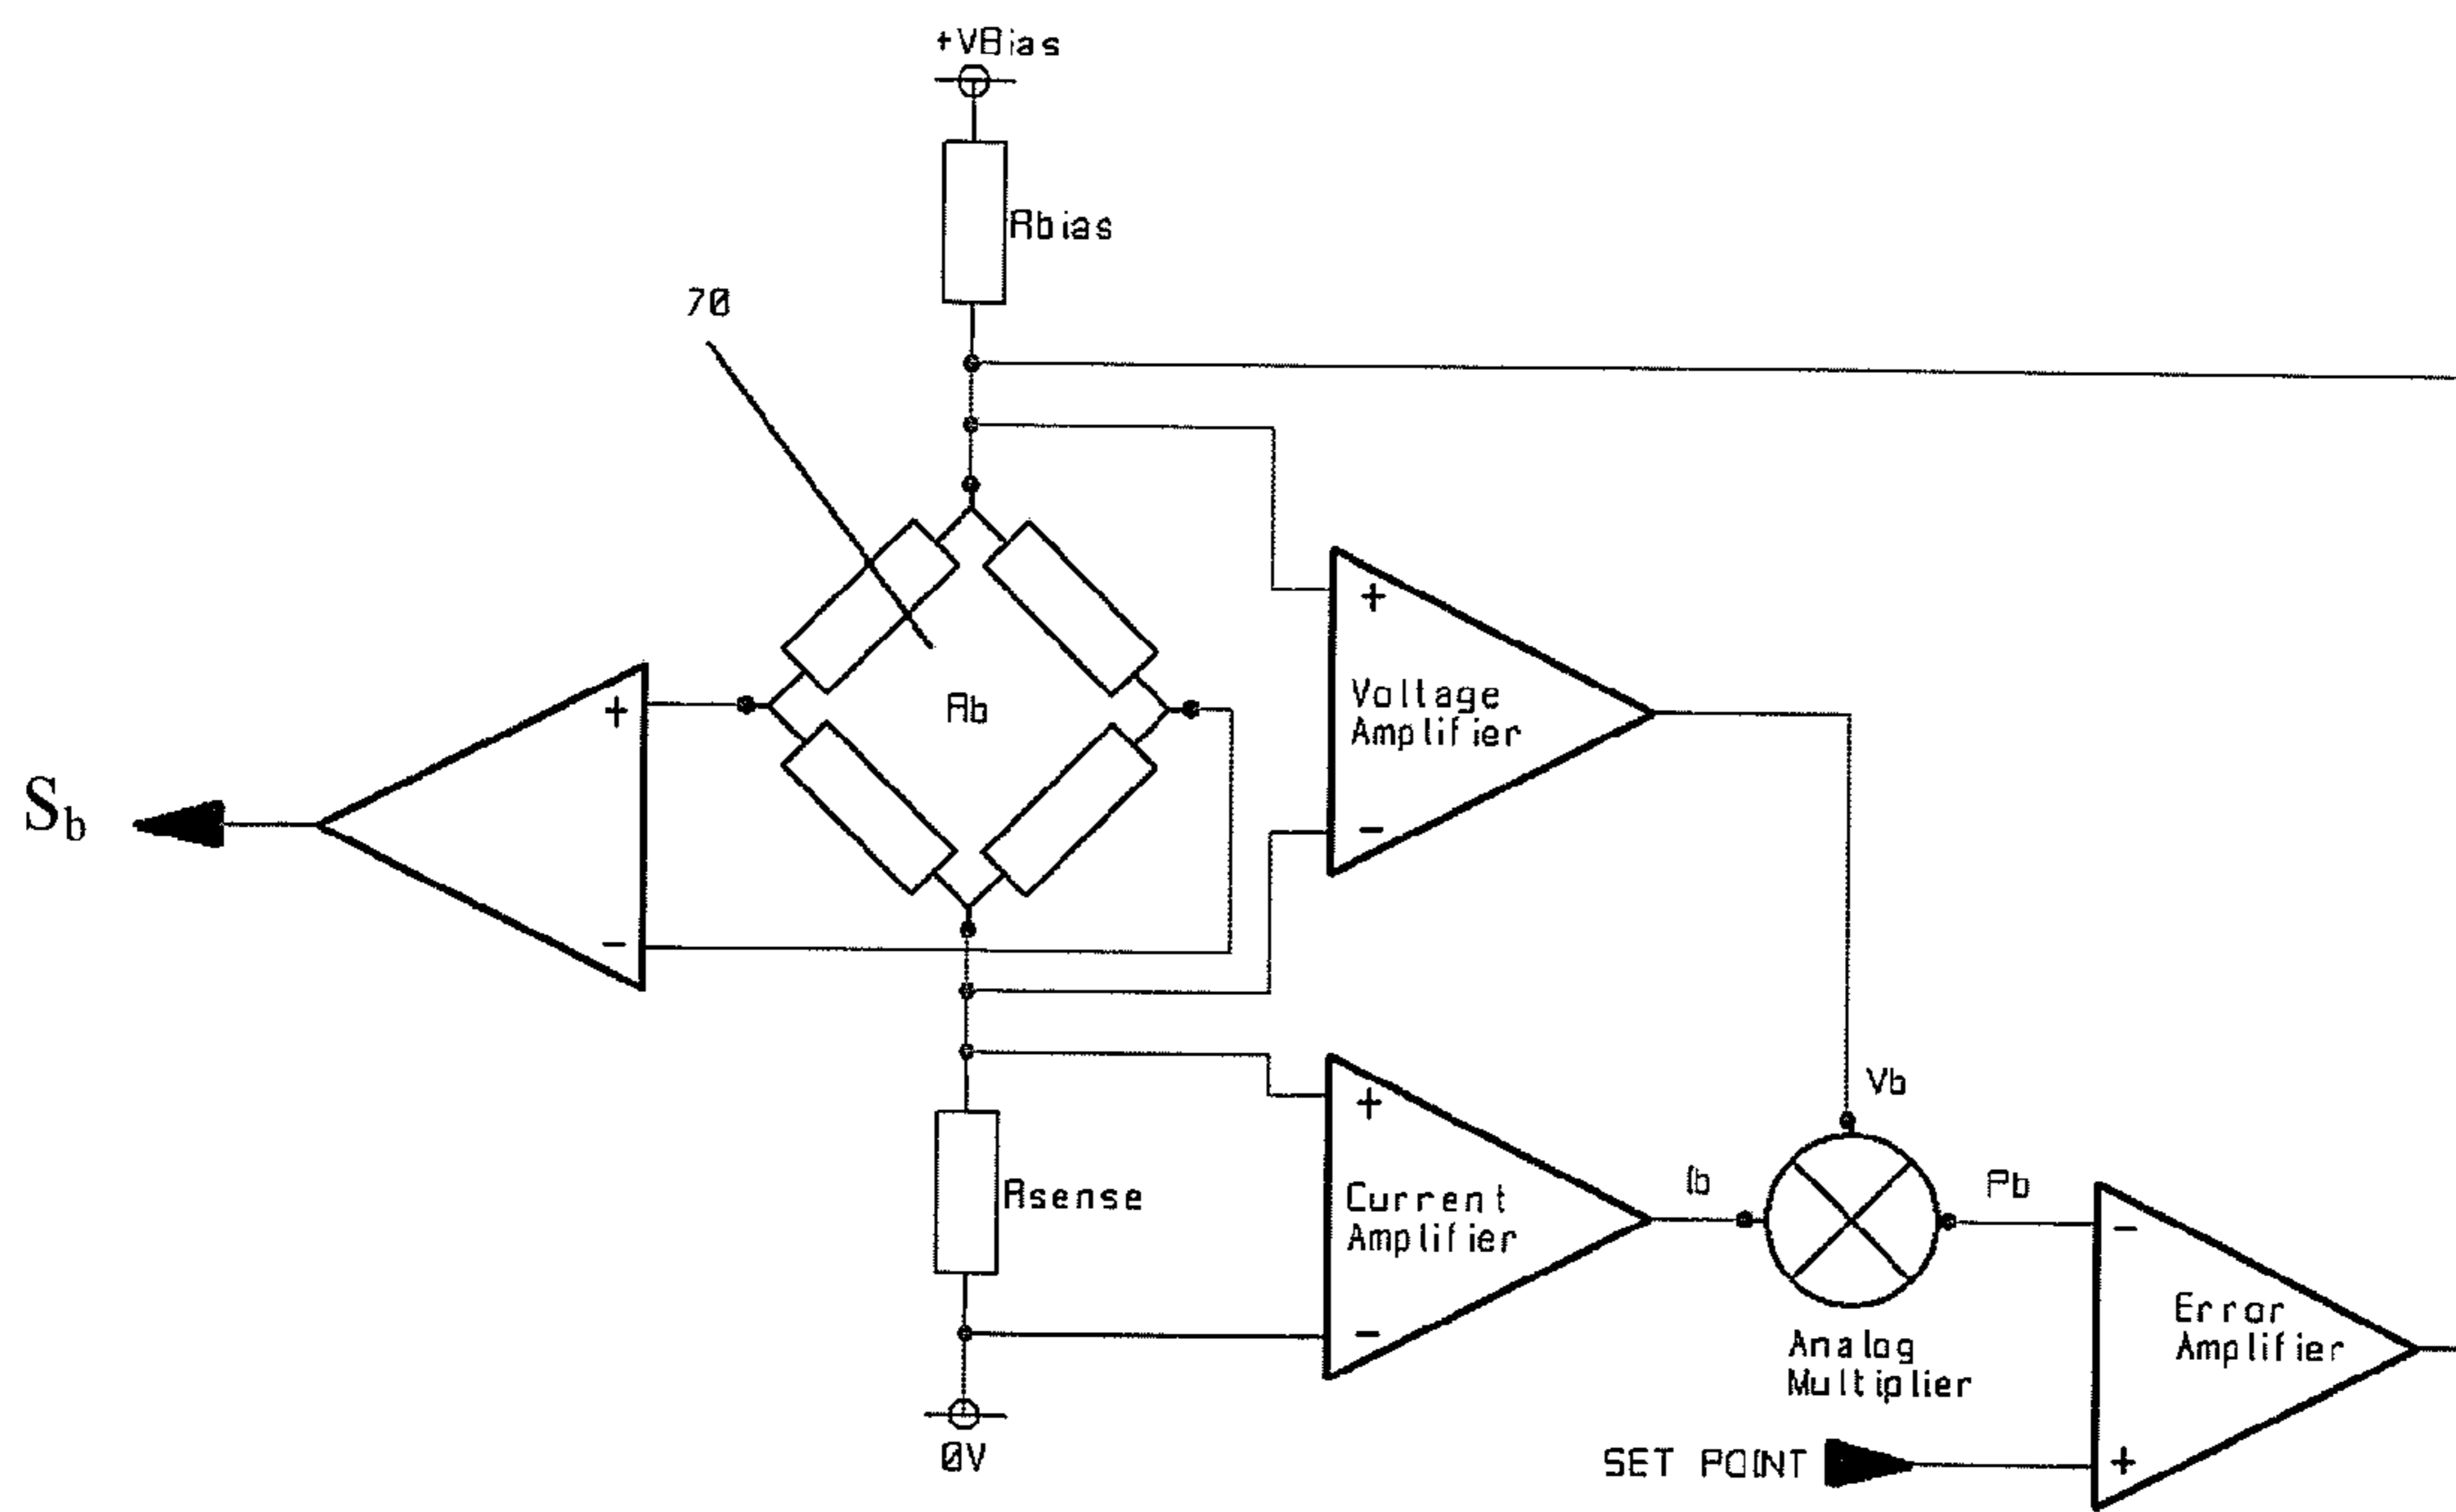 +VBias
Rbias
70
Rb
+
-
Voltage
Amplifier
+
-
Sb
Vb
Rsense
+
-
Current
Amplifier
Ib
Pb
-
+
Error
Amplifier
Analog
Multiplier
SET POINT
0V